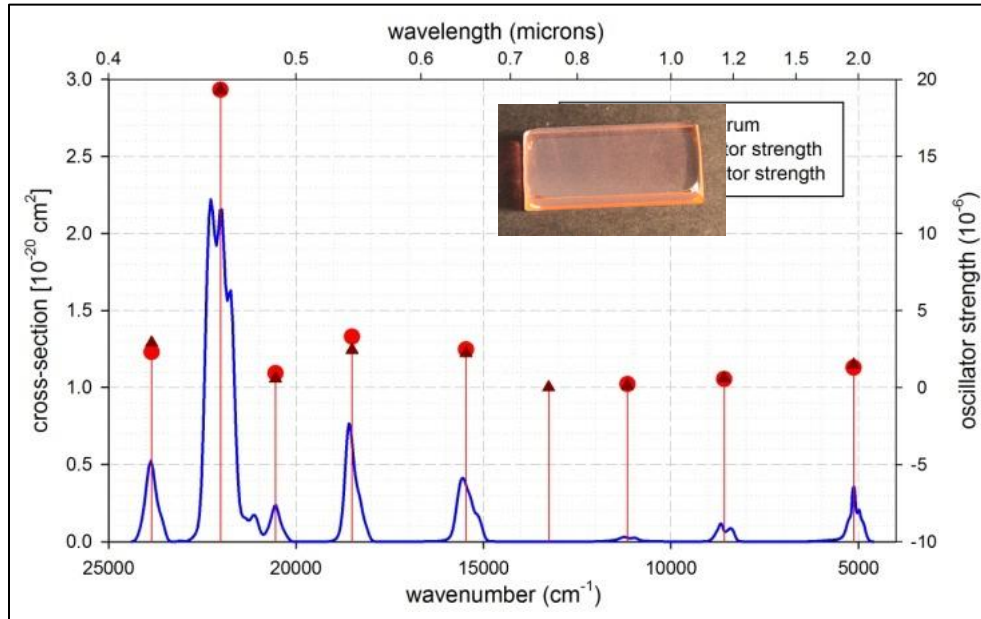 wavelength (microns)
0.4 0.5 0.6 0.7 0.8 1.0 1.2 1.5 2.0
3.0 20
2.5 15
2.0 10
1.5 5
1.0 0
0.5 -5
0.0 -10
cross-section [10⁻²⁰ cm²]
oscillator strength (10⁻⁶)
rum
tor strength
tor strength
25000 20000 15000 10000 5000
wavenumber (cm⁻¹)